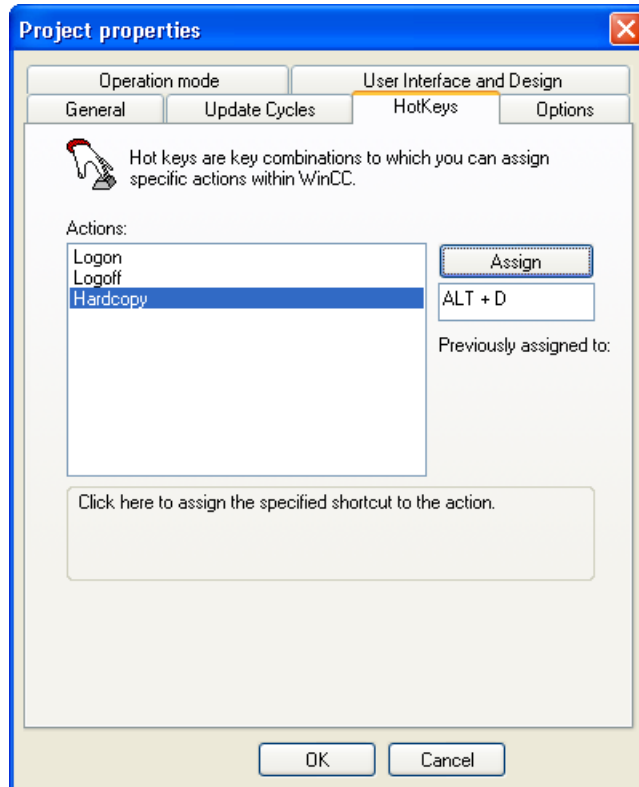 Project properties
Operation mode
User Interface and Design
General
Update Cycles
HotKeys
Options
Hot keys are key combinations to which you can assign
specific actions within WinCC.
Actions:
Logon
Logoff
Hardcopy
Assign
ALT + D
Previously assigned to:
Click here to assign the specified shortcut to the action.
OK
Cancel